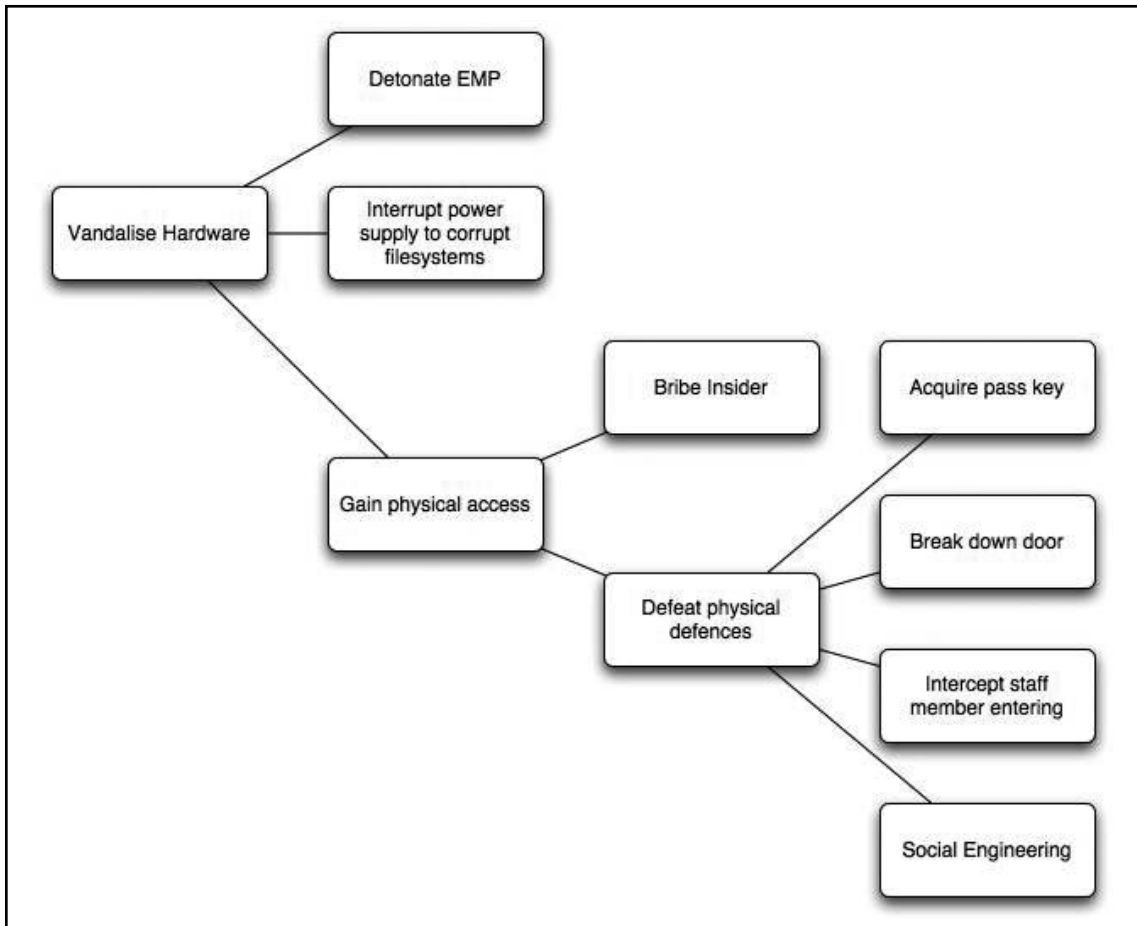 Detonate EMP
Vandalise Hardware
Interrupt power
supply to corrupt
filesystems
Bribe Insider
Acquire pass key
Gain physical access
Break down door
Defeat physical
defences
Intercept staff
member entering
Social Engineering